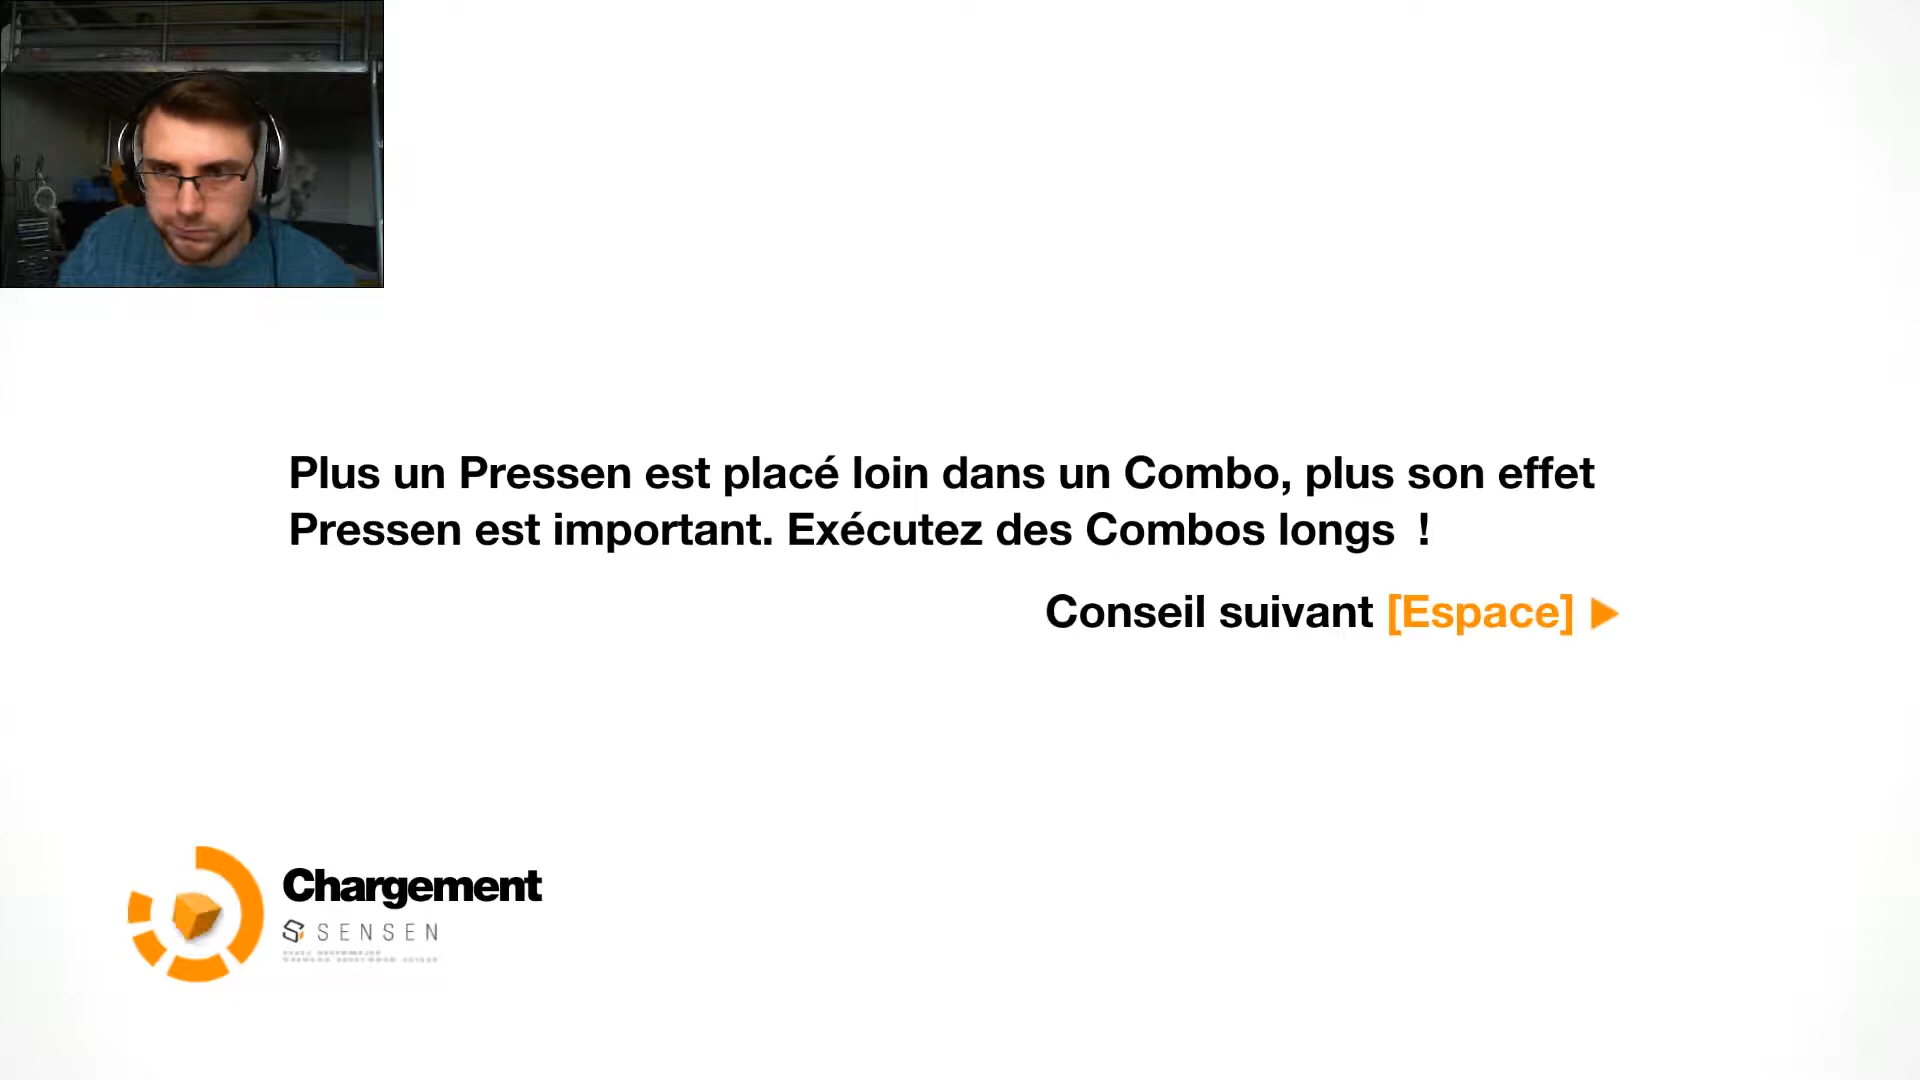 Plus un Pressen est placé loin dans un Combo, plus son effet
Pressen est important. Exécutez des Combos longs !
Conseil suivant [Espace]
Chargement
SENSEN